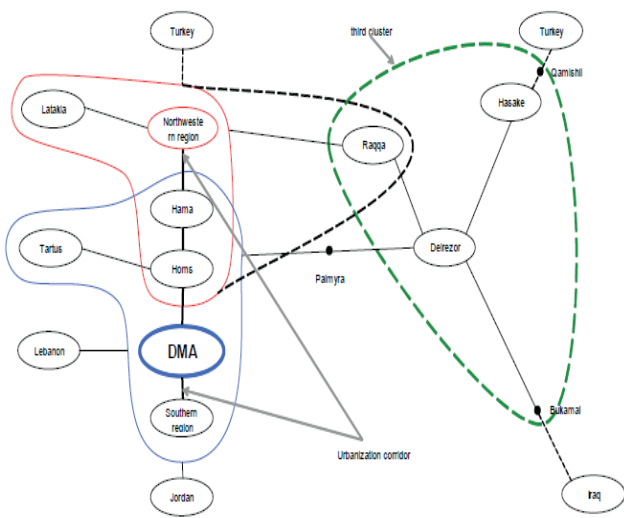 Turkey
third cluster
Turkey
Qamishli
Latakia
Northweste
rn region
Hasake
Raqqa
Hama
Tartus
Homs
Deirezor
Palmyra
Lebanon
DMA
Southern
region
Bukamal
Urbanization corridor
Jordan
Iraq